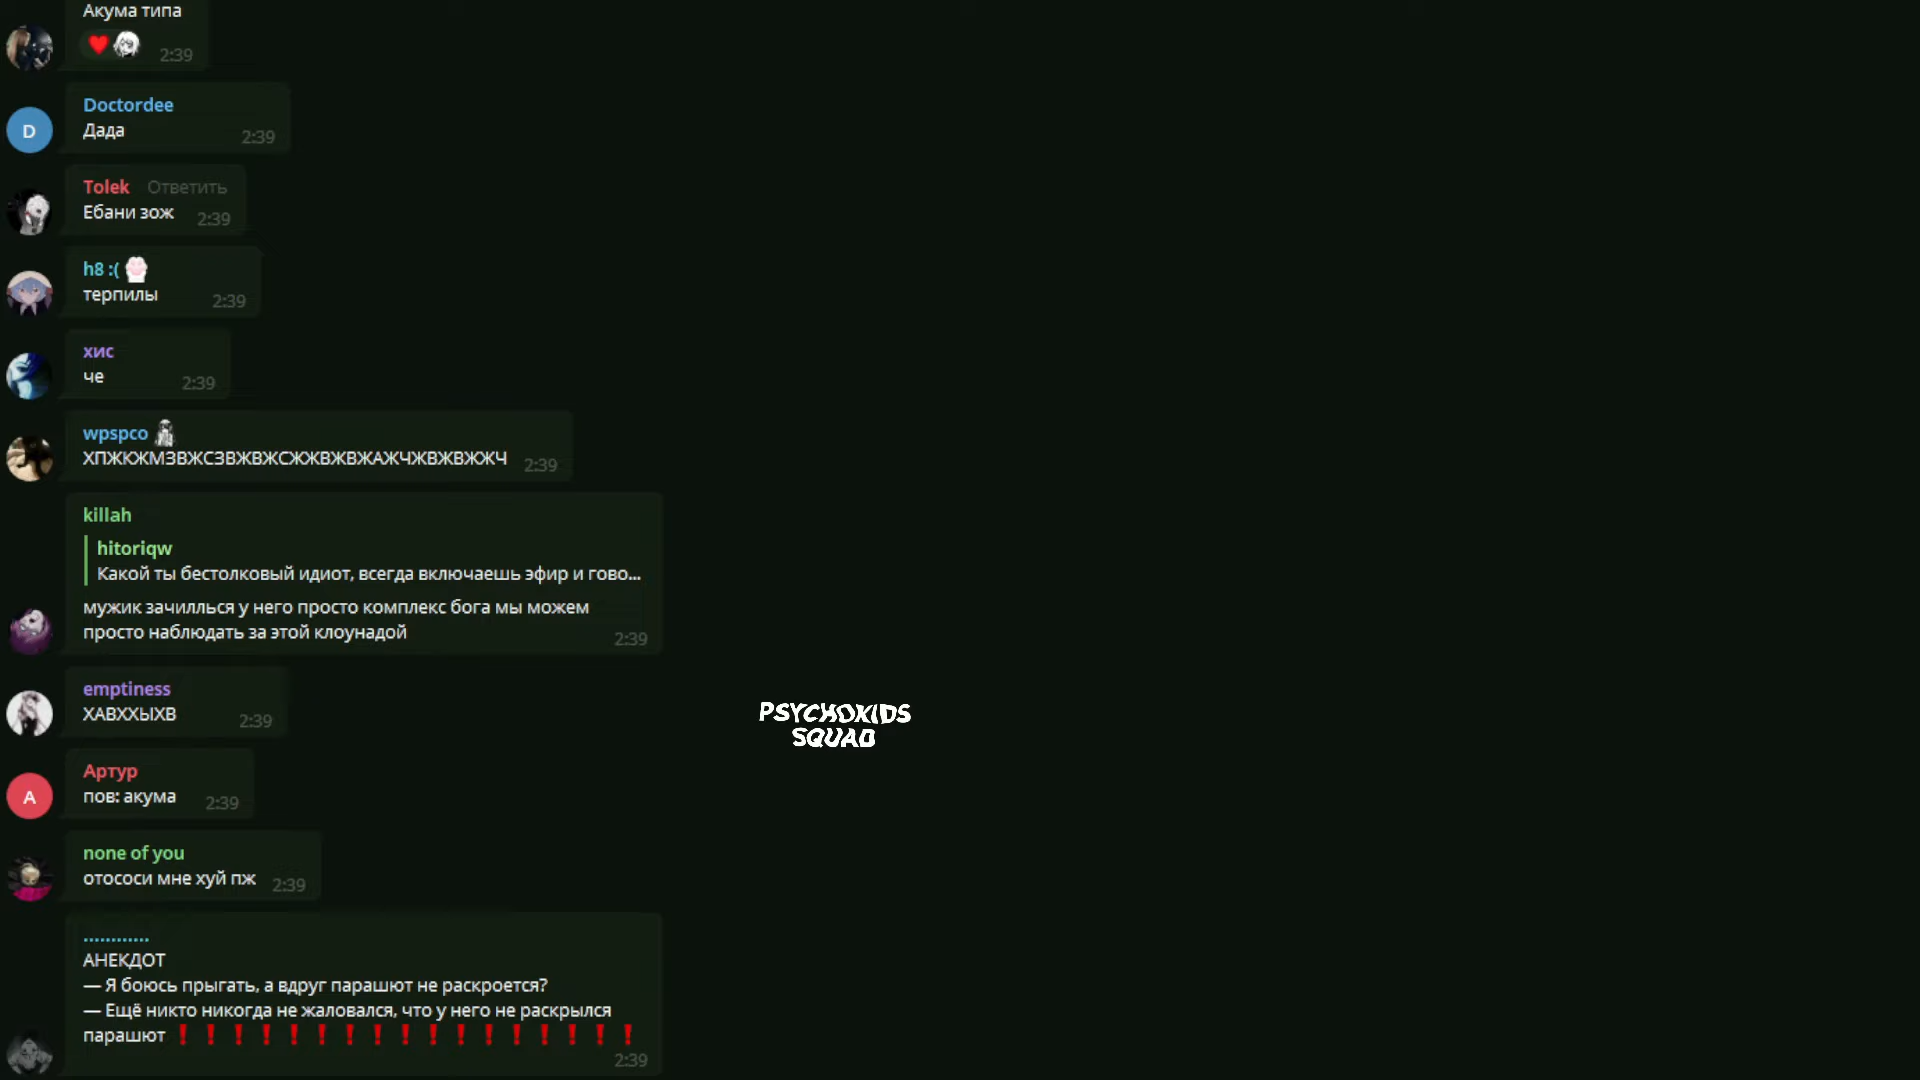 Акума типа
2:39
Doctordee
Дада
2:39
D
Tolek Ответить
Ебани зож 2:39
h8 :(
терпилы 2:39
хис
че 2:39
wpspco
ХПЖКЖМЗВЖСЗВЖВЖСЖЖВЖВЖАЖЧЖВЖВЖЖЧ 2:39
killah
hitoriqw
Какой ты бестолковый идиот, всегда включаешь эфир и гово...
мужик зачиллься у него просто комплекс бога мы можем
просто наблюдать за этой клоунадой 2:39
emptiness
ХАВХХЫХВ 2:39
PSYCHOKIDS
SQUAD
Артур
пов: акума 2:39
A
none of you
отососи мне хуй пж 2:39
............
АНЕКДОТ
— Я боюсь прыгать, а вдруг парашют не раскроется?
— Ещё никто никогда не жаловался, что у него не раскрылся
парашют ❗❗❗❗❗❗❗❗❗❗❗❗❗❗❗❗❗
2:39